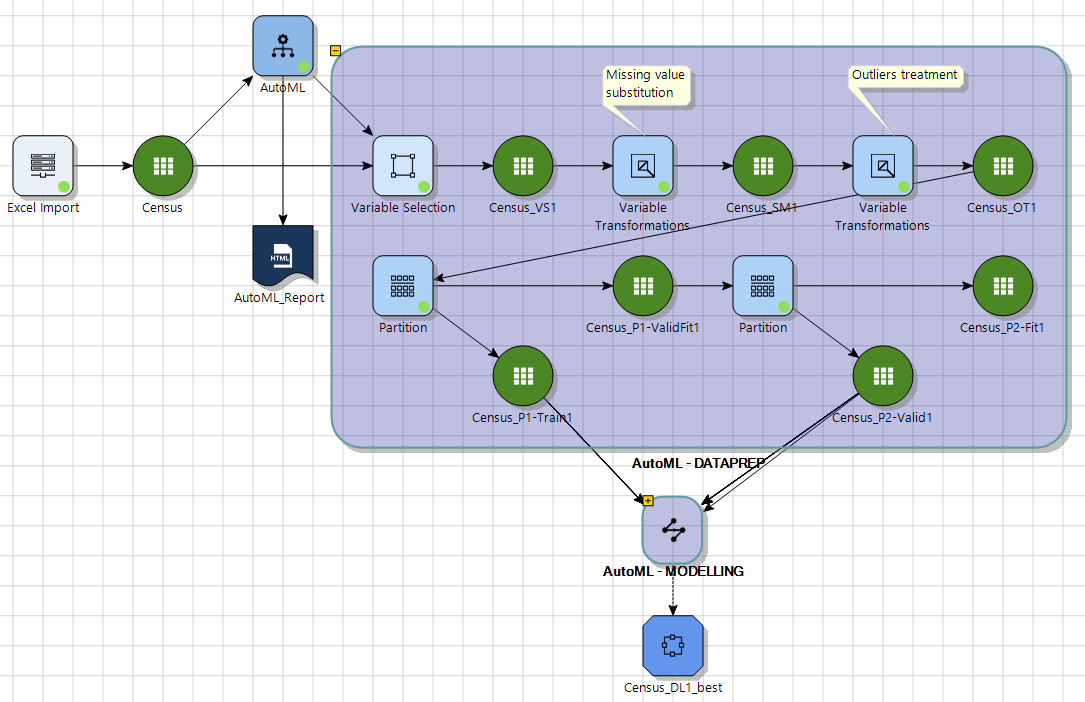 AutoML
Missing value
substitution
Outliers treatment
Excel Import
Census
Variable Selection
Census_VS1
Variable
Transformations
Census_SM1
Variable
Transformations
Census_OT1
HTML
AutoML_Report
Partition
Census_P1-ValidFit1
Partition
Census_P2-Fit1
Census_P1-Train1
Census_P2-Valid1
AutoML - DATAPREP
AutoML - MODELLING
Census_DL1_best